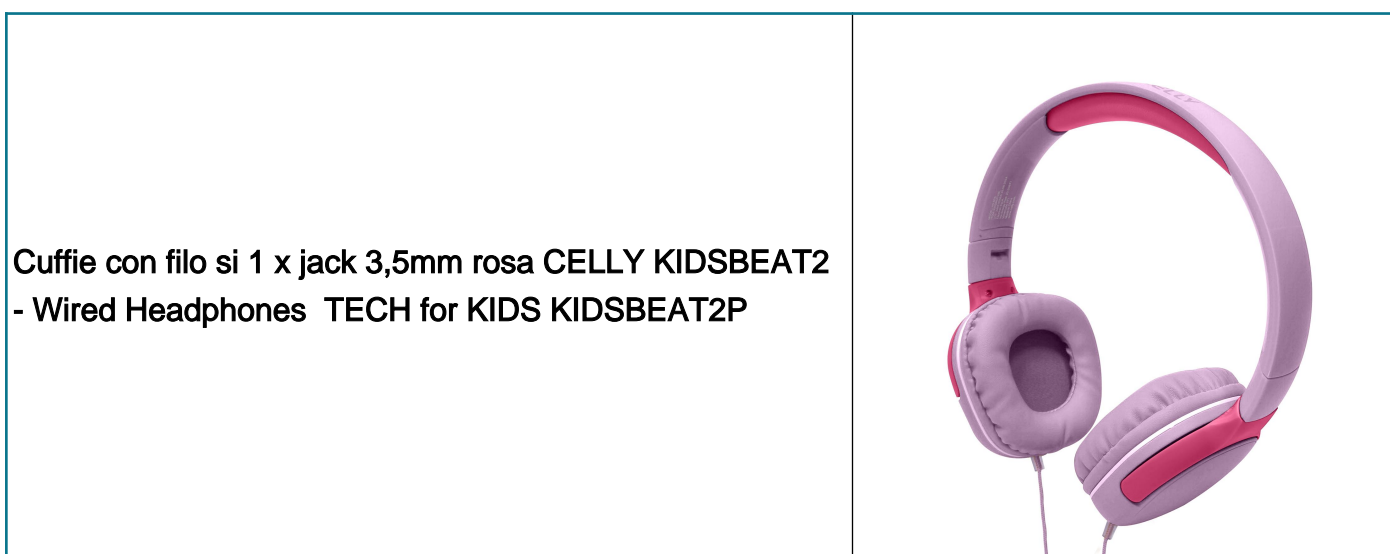 Cuffie con filo si 1 x jack 3,5mm rosa CELLY KIDSBEAT2
- Wired Headphones  TECH for KIDS KIDSBEAT2P